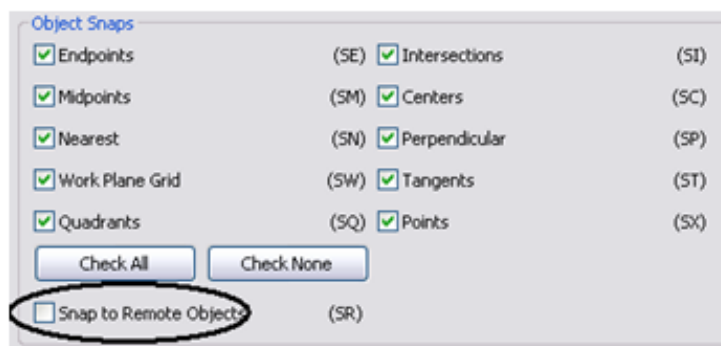 Object Snaps
Endpoints (SE) Intersections (SI)
Midpoints (SM) Centers (SC)
Nearest (SN) Perpendicular (SP)
Work Plane Grid (SW) Tangents (ST)
Quadrants (SQ) Points (SX)
Check All Check None
Snap to Remote Objects (SR)